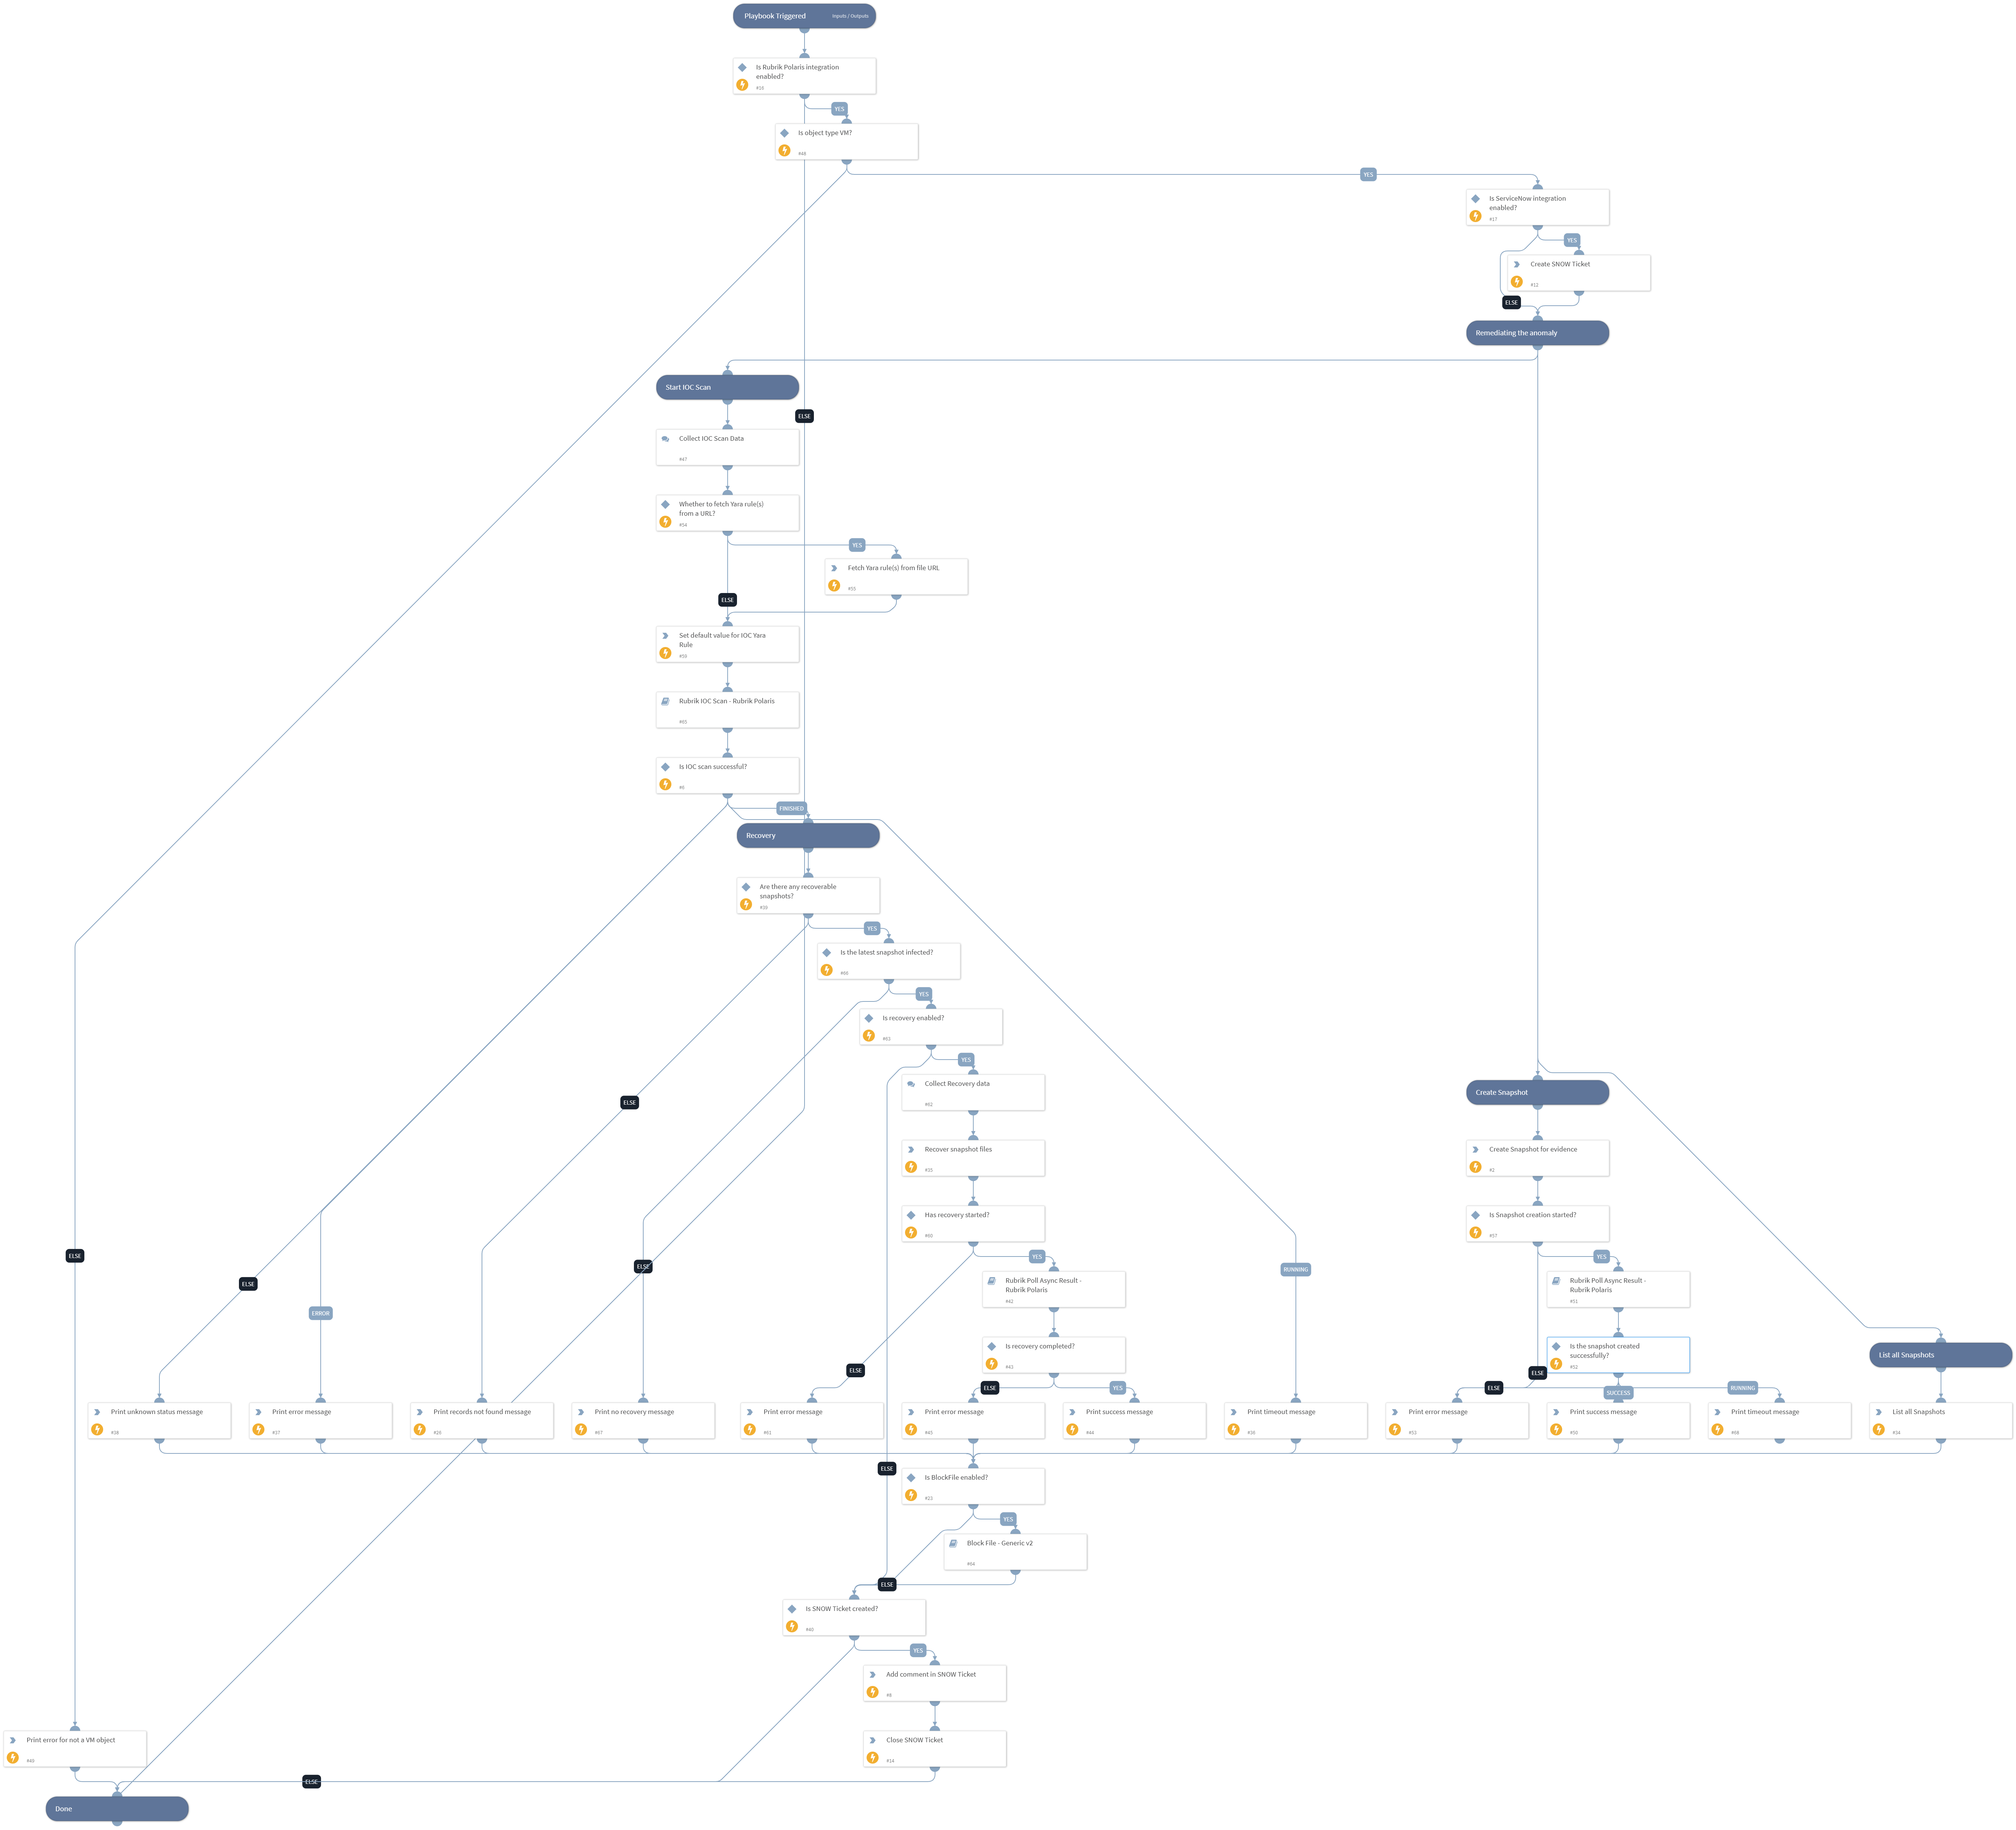 Playbook Triggered
Inputs / Outputs
Is Rubrik Polaris integration
enabled?
YES
Is object type VM?
YES
Is ServiceNow integration
enabled?
#17
YES
Create SNOW Ticket
#12
ELSE
Remediating the anomaly
Start IOC Scan
ELSE
Collect IOC Scan Data
#47
Whether to fetch Yara rule(s)
from a URL?
#54
YES
Fetch Yara rule(s) from file URL
ELSE
Set default value for IOC Yara
Rule
Rubrik IOC Scan - Rubrik Polaris
#65
Is IOC scan successful?
FINISHED
Recovery
Are there any recoverable
snapshots?
YES
Is the latest snapshot infected?
#66
YES
Is recovery enabled?
#63
YES
Collect Recovery data
#62
ELSE
Create Snapshot
Recover snapshot files
Create Snapshot for evidence
Has recovery started?
#60
Is Snapshot creation started?
#57
ELSE
YES
YES
ELSE
RUNNING
Rubrik Poll Async Result -
Rubrik Polaris
#42
Rubrik Poll Async Result -
Rubrik Polaris
#51
ELSE
ERROR
Is recovery completed?
#43
Is the snapshot created
successfully?
#52
List all Snapshots
ELSE
ELSE
ELSE
YES
ELSE
SUCCESS
RUNNING
Print unknown status message
Print error message
#37
Print records not found message
Print no recovery message
#67
Print error message
#61
Print error message
#45
Print success message
#44
Print timeout message
Print error message
#53
Print success message
#50
Print timeout message
#68
List all Snapshots
#34
ELSE
Is BlockFile enabled?
#23
YES
Block File - Generic v2
#64
ELSE
Is SNOW Ticket created?
#40
YES
Add comment in SNOW Ticket
#8
Print error for not a VM object
#49
Close SNOW Ticket
#14
ELSE
Done